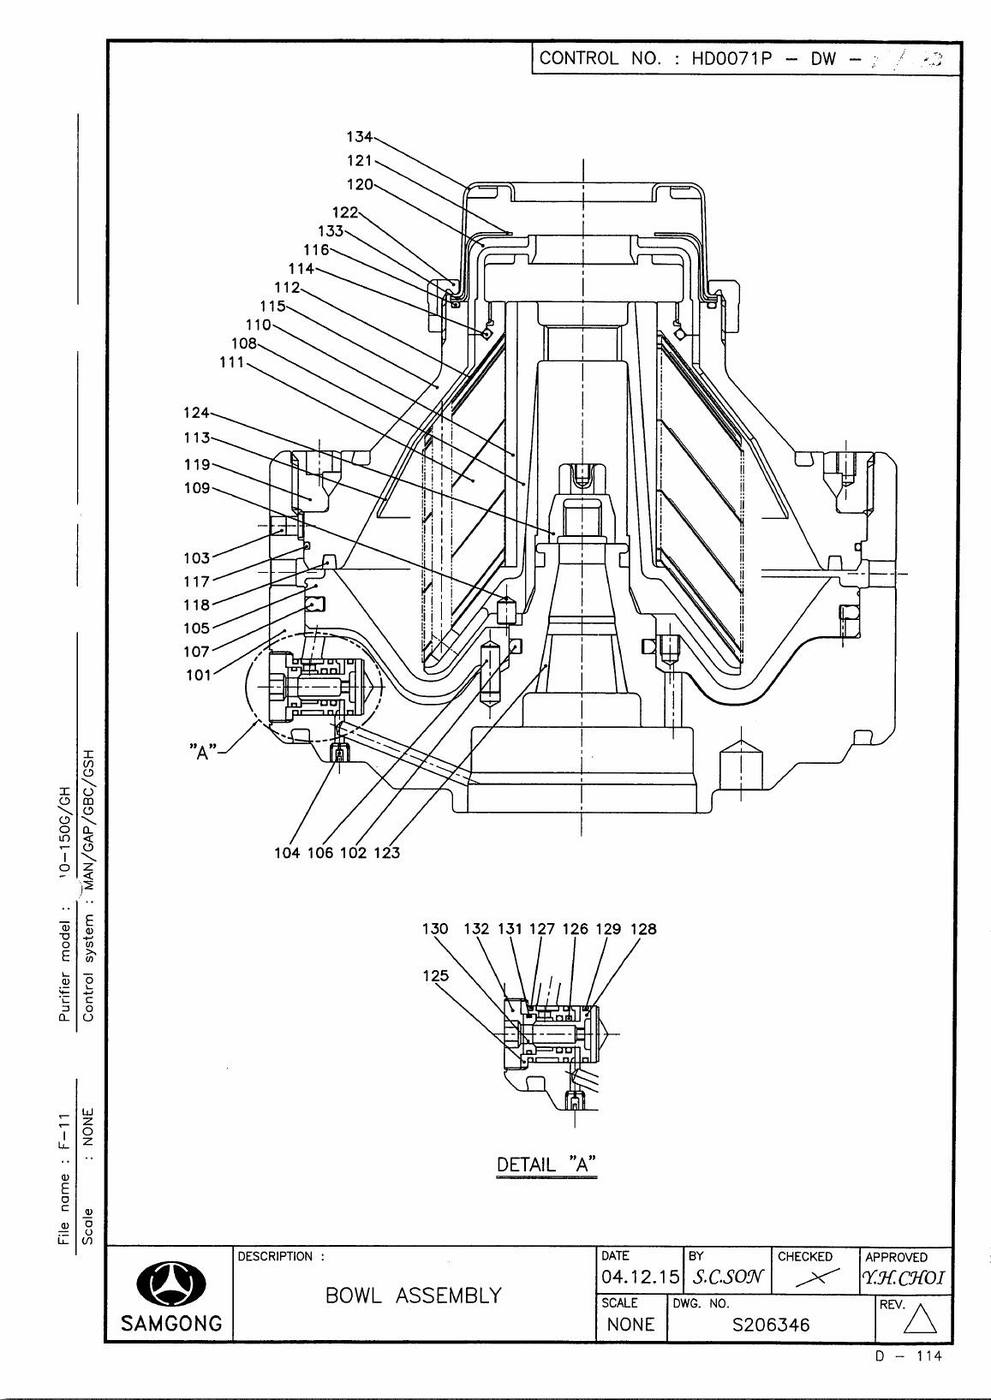 CONTROL NO. : HD0071P - DW -
134
121
120
122
133
116
114
112
115
110
108
111
124
113
119
109
103
117
118
105
107
101
"A"
104 106 102 123
130 132 131 127 126 129 128
125
DETAIL "A"
Purifier model : 10-150G/GH
Control system : MAN/GAP/GBC/GSH
File name : F-11
Scale : NONE
SAMGONG
DESCRIPTION :
BOWL ASSEMBLY
DATE
04.12.15
BY
S.C.SON
CHECKED
APPROVED
Y.H.CHOI
SCALE
NONE
DWG. NO.
S206346
REV.
D - 114